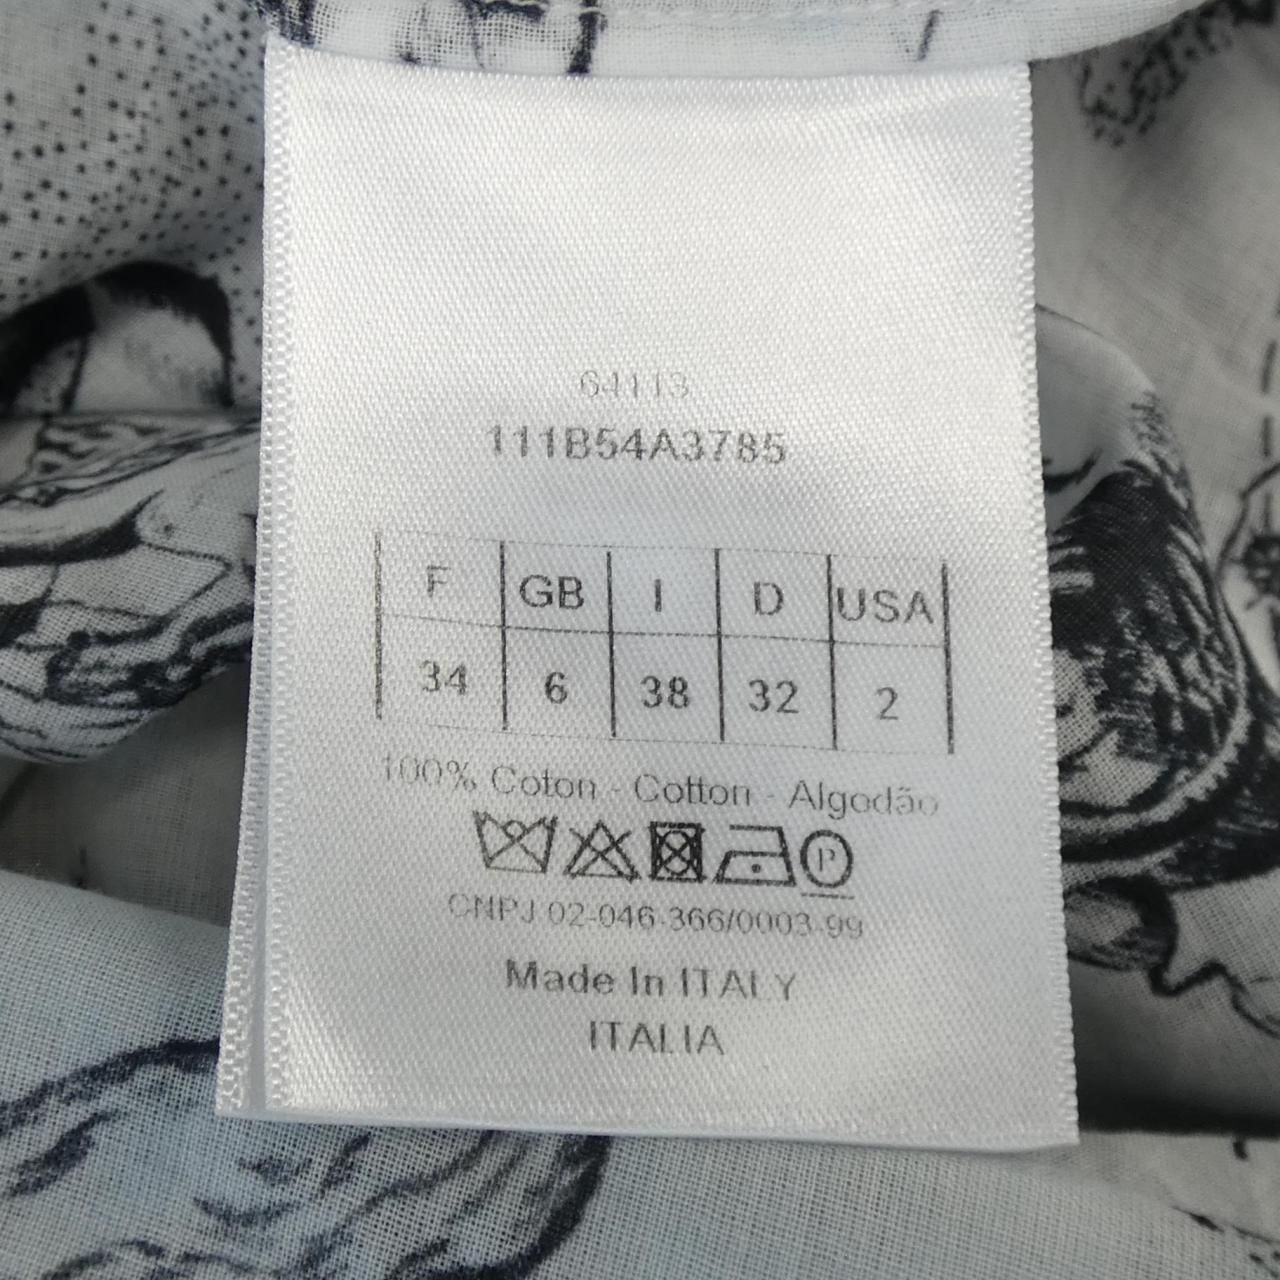 64113
111B54A3785
F GB I D USA
34 6 38 32 2
100% Coton - Cotton - Algodão
P
CNPJ 02-046-366/0003-99
Made In ITALY
ITALIA